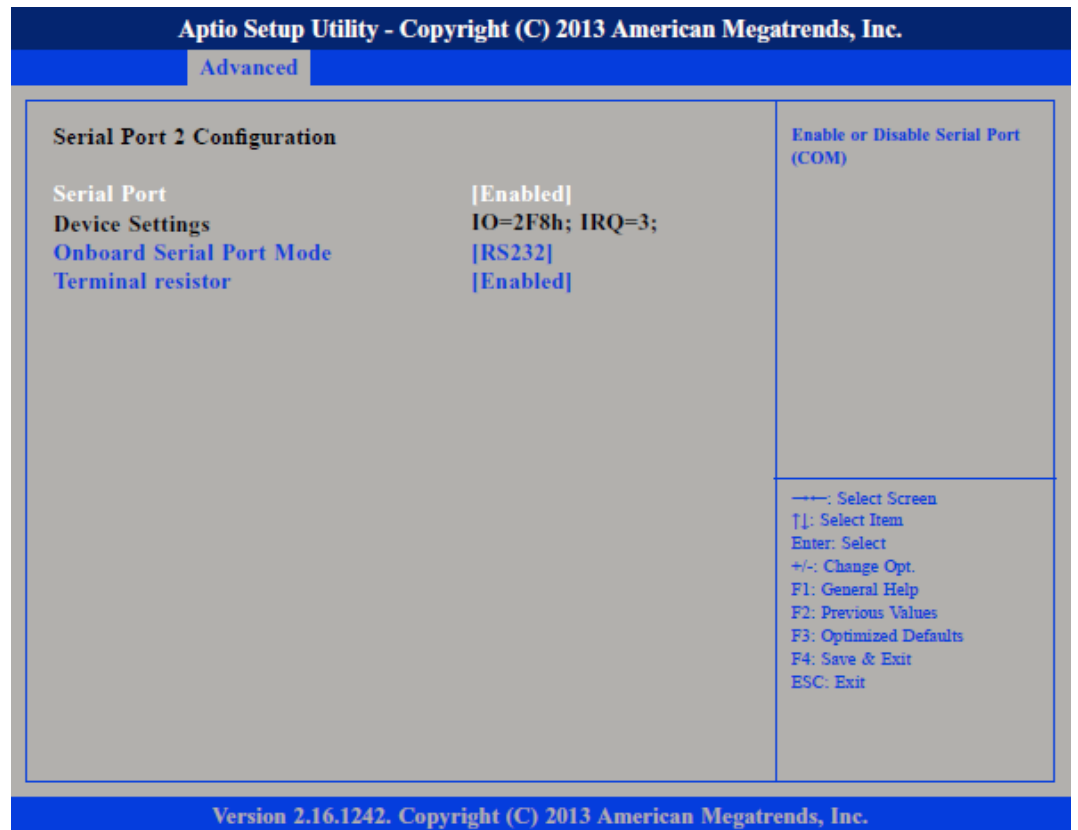 Aptio Setup Utility - Copyright (C) 2013 American Megatrends, Inc.
Advanced
Serial Port 2 Configuration
Serial Port [Enabled]
Device Settings IO=2F8h; IRQ=3;
Onboard Serial Port Mode [RS232]
Terminal resistor [Enabled]
Enable or Disable Serial Port
(COM)
→←: Select Screen
↑↓: Select Item
Enter: Select
+/-: Change Opt.
F1: General Help
F2: Previous Values
F3: Optimized Defaults
F4: Save & Exit
ESC: Exit
Version 2.16.1242. Copyright (C) 2013 American Megatrends, Inc.